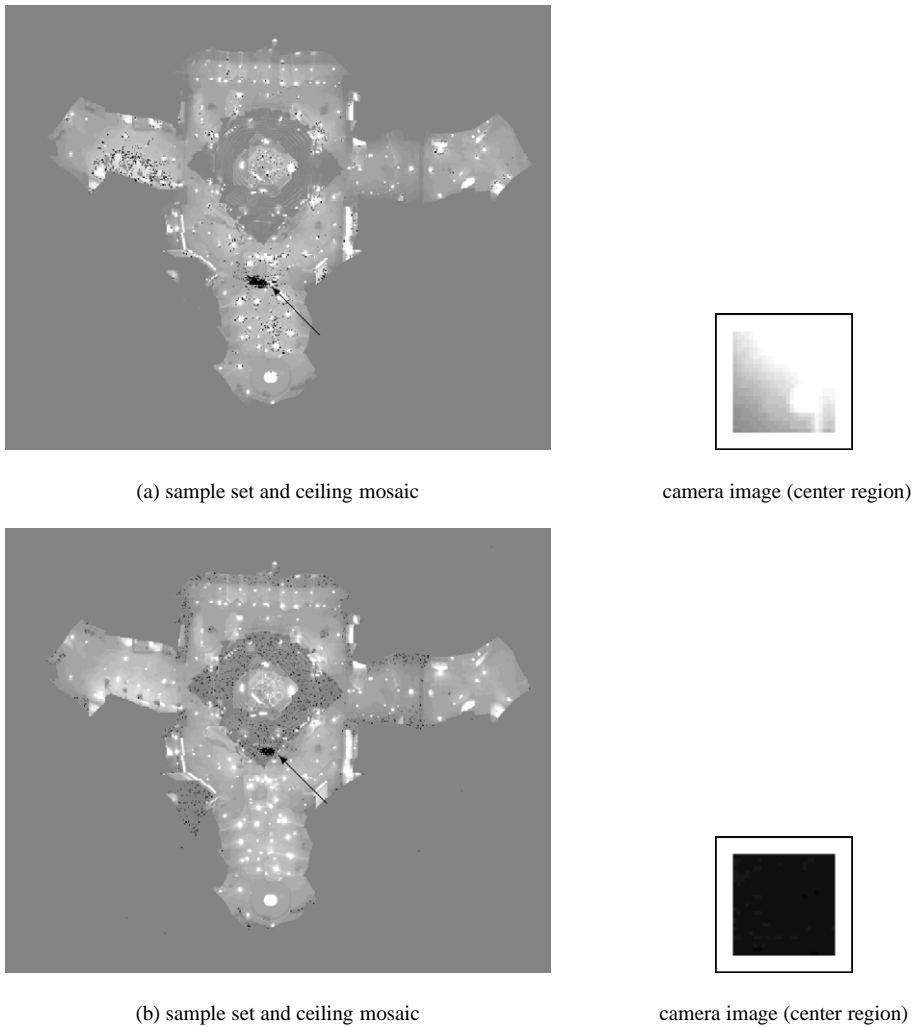 (a) sample set and ceiling mosaic
camera image (center region)
(b) sample set and ceiling mosaic
camera image (center region)